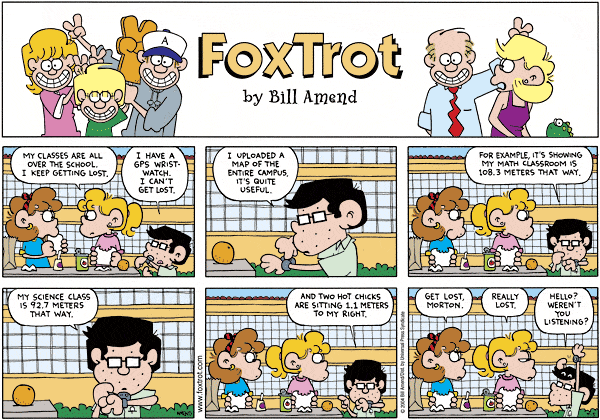 A
FOXTROT
by Bill Amend
MY CLASSES ARE ALL
OVER THE SCHOOL.
I KEEP GETTING LOST.
I HAVE A
GPS WRIST-
WATCH.
I CAN'T
GET LOST.
I UPLOADED A
MAP OF THE
ENTIRE CAMPUS.
IT'S QUITE
USEFUL.
FOR EXAMPLE, IT'S SHOWING
MY MATH CLASSROOM IS
108.3 METERS THAT WAY.
MY SCIENCE CLASS
IS 92.7 METERS
THAT WAY.
www.foxtrot.com
AND TWO HOT CHICKS
ARE SITTING 1.1 METERS
TO MY RIGHT.
GET LOST,
MORTON.
REALLY
LOST.
HELLO?
WEREN'T
YOU
LISTENING?